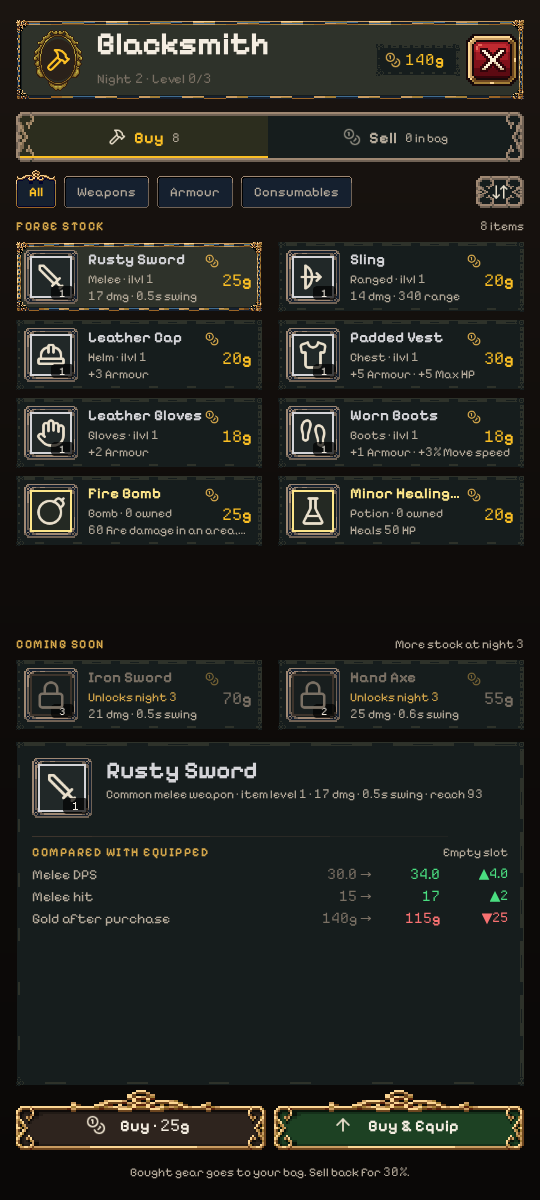 Blacksmith
Night 2 · Level 0/3
140g
Buy 8
Sell 0 in bag
All
Weapons
Armour
Consumables
FORGE STOCK
8 items
Rusty Sword
Melee · ilvl 1
17 dmg · 0.5s swing
25g
1
Sling
Ranged · ilvl 1
14 dmg · 340 range
20g
1
Leather Cap
Helm · ilvl 1
+3 Armour
20g
1
Padded Vest
Chest · ilvl 1
+5 Armour · +5 Max HP
30g
1
Leather Gloves
Gloves · ilvl 1
+2 Armour
18g
1
Worn Boots
Boots · ilvl 1
+1 Armour · +3% Move speed
18g
1
Fire Bomb
Bomb · 0 owned
60 fire damage in an area,...
25g
Minor Healing...
Potion · 0 owned
Heals 50 HP
20g
COMING SOON
More stock at night 3
Iron Sword
Unlocks night 3
21 dmg · 0.5s swing
70g
3
Hand Axe
Unlocks night 3
25 dmg · 0.6s swing
55g
2
Rusty Sword
Common melee weapon · item level 1 · 17 dmg · 0.5s swing · reach 93
1
COMPARED WITH EQUIPPED
Empty slot
Melee DPS 30.0 → 34.0 ▲4.0
Melee hit 15 → 17 ▲2
Gold after purchase 140g → 115g ▼25
Buy · 25g
Buy & Equip
Bought gear goes to your bag. Sell back for 30%.